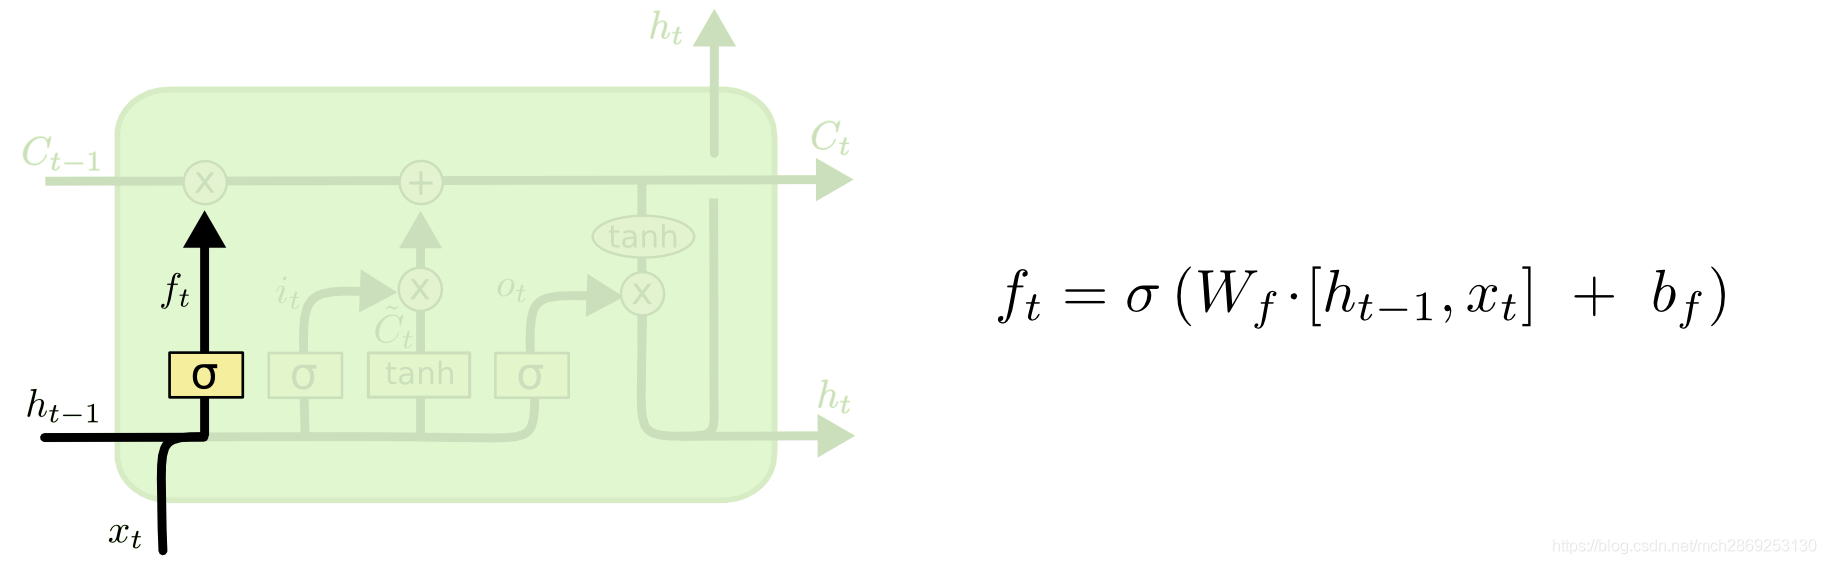 h_t
C_{t-1}
C_t
x
+
tanh
f_t
i_t
x
o_t
x
C̃_t
f_t = σ (W_f · [h_{t-1}, x_t] + b_f)
σ
σ
tanh
σ
h_{t-1}
h_t
x_t
https://blog.csdn.net/mch2869253130